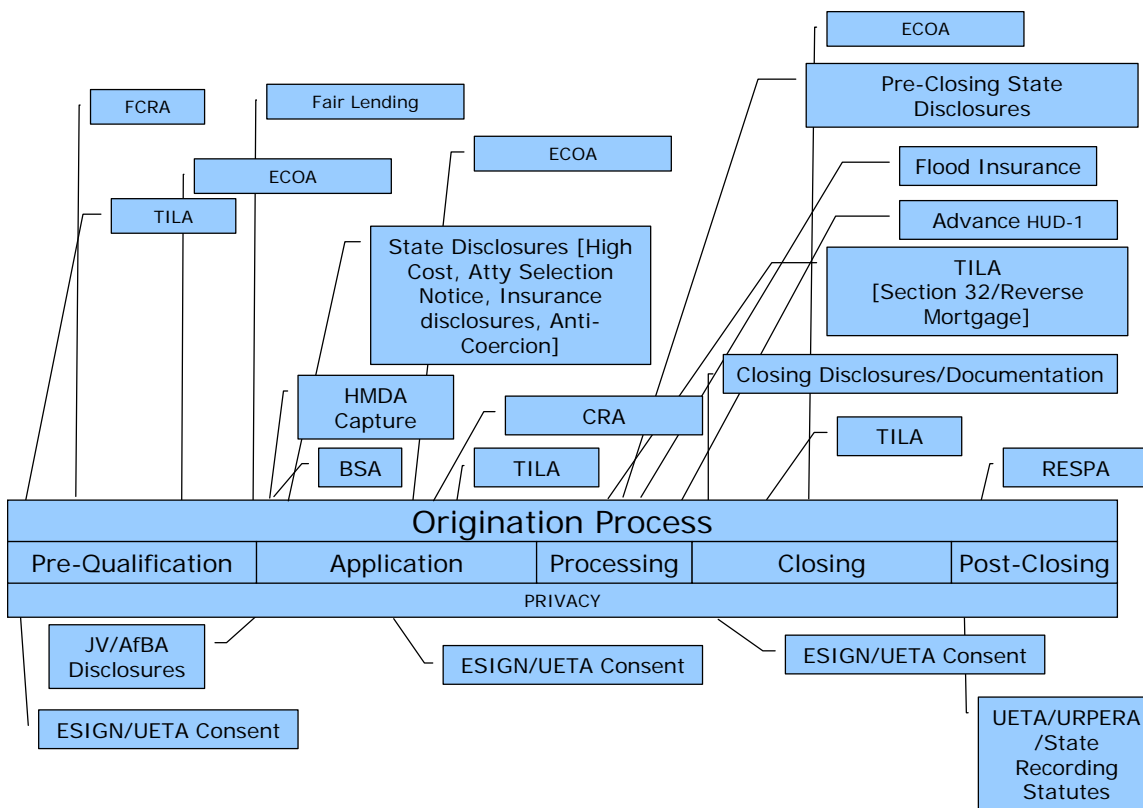 ECOA
Pre-Closing State
Disclosures
FCRA
Fair Lending
ECOA
ECOA
Flood Insurance
TILA
Advance HUD-1
State Disclosures [High
Cost, Atty Selection
Notice, Insurance
disclosures, Anti-
Coercion]
TILA
[Section 32/Reverse
Mortgage]
HMDA
Capture
Closing Disclosures/Documentation
CRA
TILA
BSA
TILA
RESPA
Origination Process
Pre-Qualification
Application
Processing
Closing
Post-Closing
PRIVACY
JV/AfBA
Disclosures
ESIGN/UETA Consent
ESIGN/UETA Consent
ESIGN/UETA Consent
UETA/URPERA
/State
Recording
Statutes